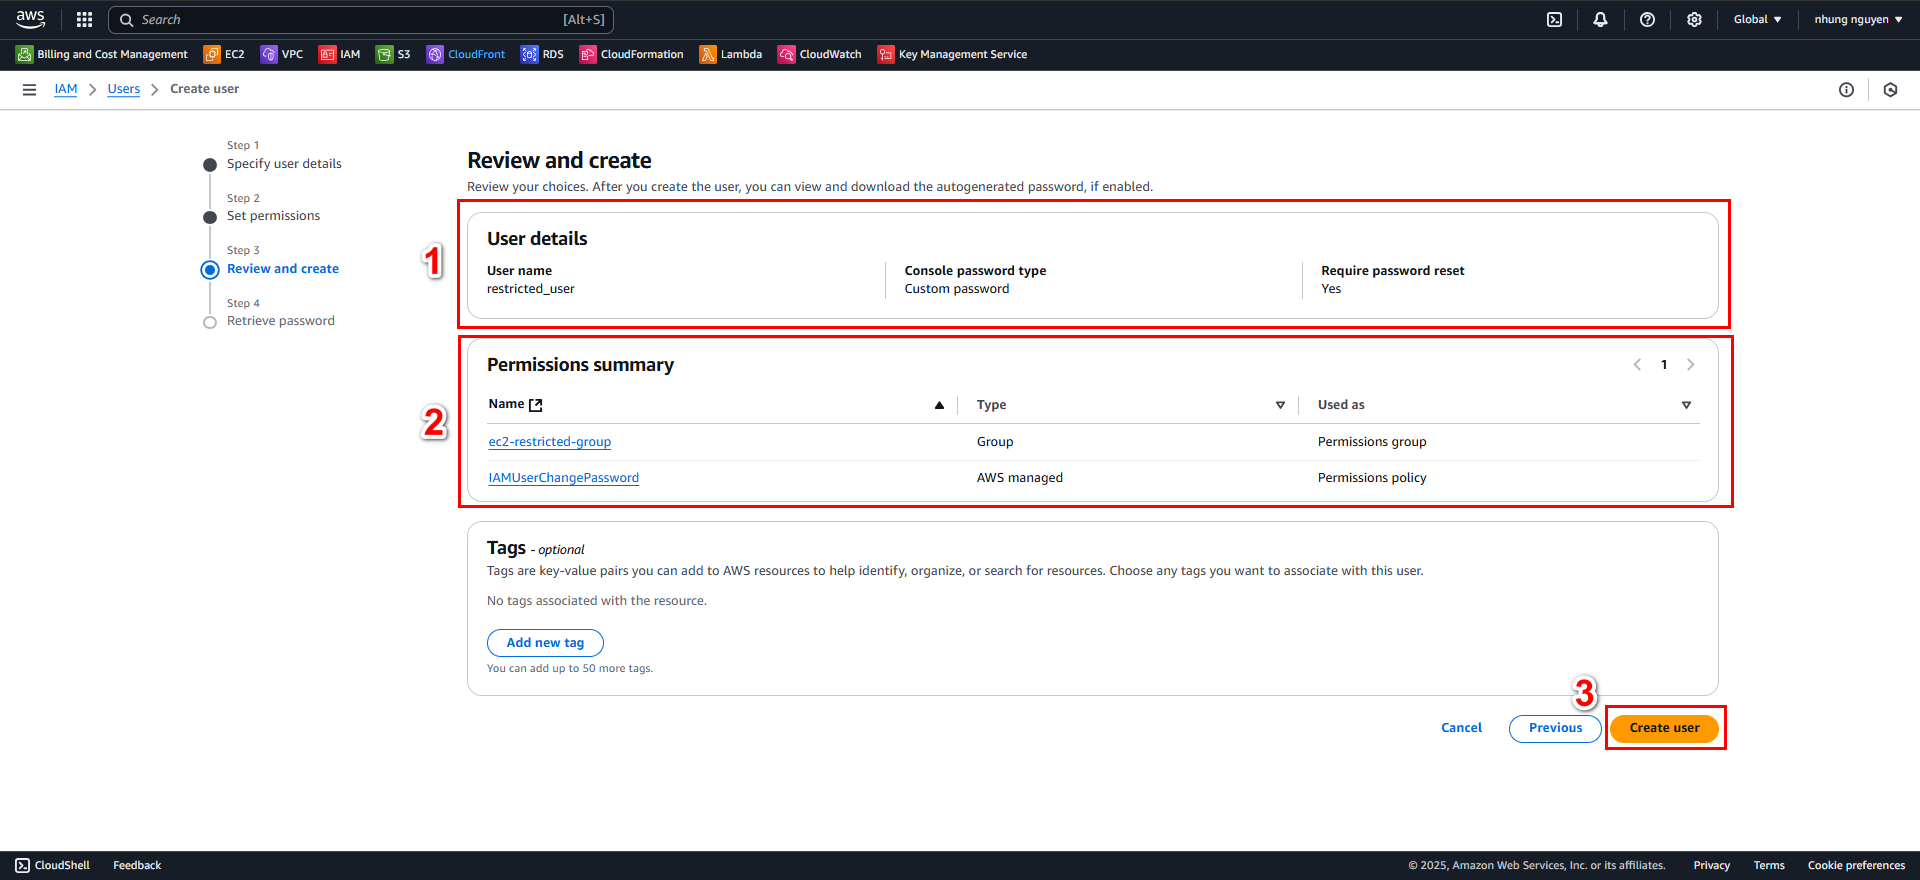 aws
Search [Alt+S]
Global nhung nguyen
Billing and Cost Management EC2 VPC IAM S3 CloudFront RDS CloudFormation Lambda CloudWatch Key Management Service
IAM Users Create user
Step 1
Specify user details
Step 2
Set permissions
Step 3
Review and create
Step 4
Retrieve password
Review and create
Review your choices. After you create the user, you can view and download the autogenerated password, if enabled.
1
User details
User name Console password type Require password reset
restricted_user Custom password Yes
2
Permissions summary 1
Name Type Used as
ec2-restricted-group Group Permissions group
IAMUserChangePassword AWS managed Permissions policy
Tags - optional
Tags are key-value pairs you can add to AWS resources to help identify, organize, or search for resources. Choose any tags you want to associate with this user.
No tags associated with the resource.
Add new tag
You can add up to 50 more tags.
3
Cancel Previous Create user
CloudShell Feedback © 2025, Amazon Web Services, Inc. or its affiliates. Privacy Terms Cookie preferences